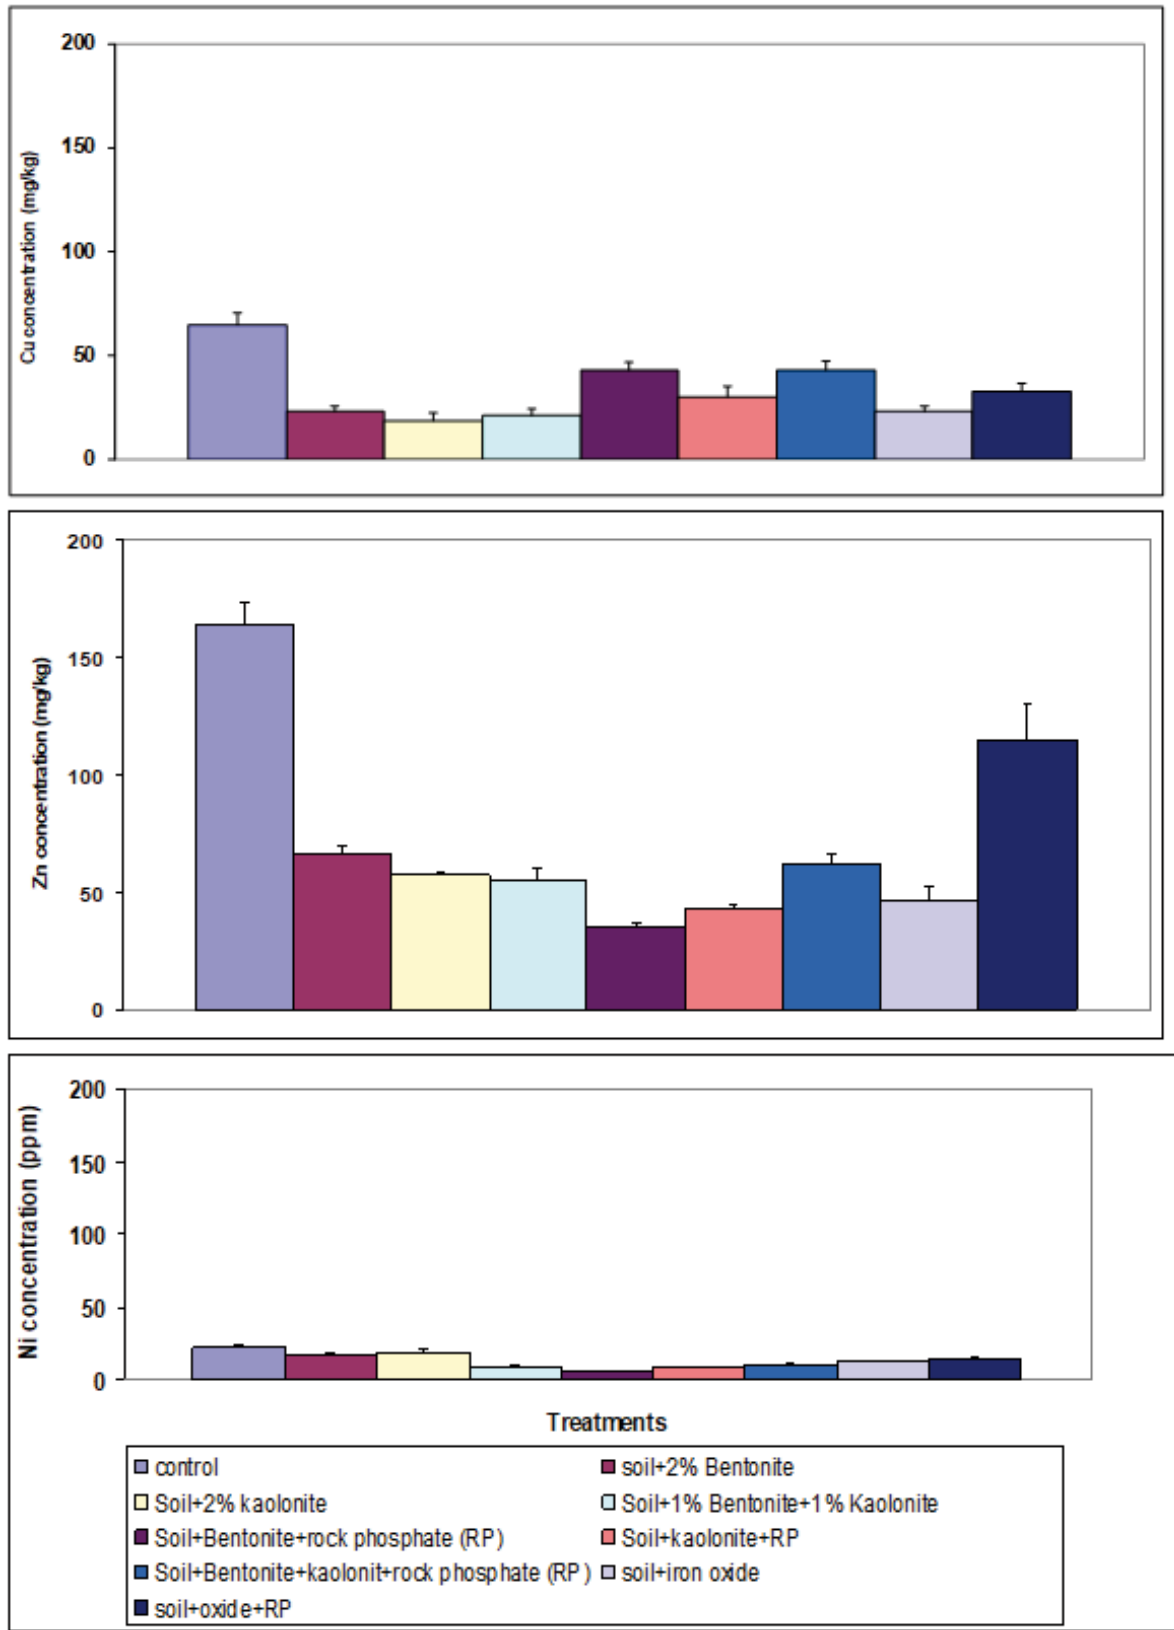 200
150
100
50
0
Cu concentration (mg/kg)
200
150
100
50
0
Zn concentration (mg/kg)
200
150
100
50
0
Ni concentration (ppm)
Treatments
control
soil+2% Bentonite
Soil+2% kaolonite
Soil+1% Bentonite+1% Kaolonite
Soil+Bentonite+rock phosphate (RP)
Soil+kaolonite+RP
Soil+Bentonite+kaolonit+rock phosphate (RP)
soil+iron oxide
soil+oxide+RP